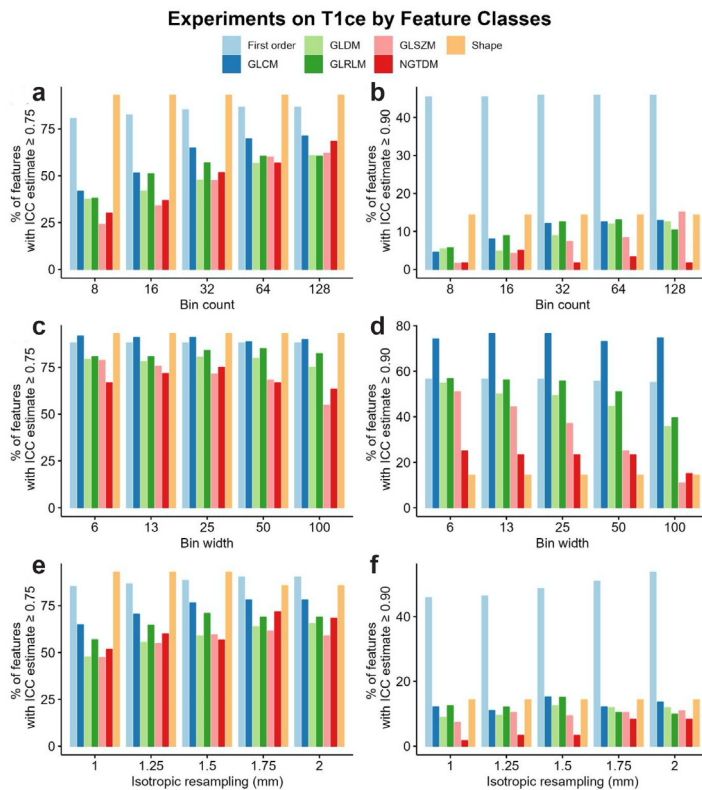 Experiments on T1ce by Feature Classes
First order GLDM GLSZM Shape
GLCM GLRLM NGTDM
a
% of features
with ICC estimate ≥ 0.75
75
50
25
0
8 16 32 64 128
Bin count
b
% of features
with ICC estimate ≥ 0.90
40
30
20
10
0
8 16 32 64 128
Bin count
c
% of features
with ICC estimate ≥ 0.75
75
50
25
0
6 13 25 50 100
Bin width
d
% of features
with ICC estimate ≥ 0.90
80
60
40
20
0
6 13 25 50 100
Bin width
e
% of features
with ICC estimate ≥ 0.75
75
50
25
0
1 1.25 1.5 1.75 2
Isotropic resampling (mm)
f
% of features
with ICC estimate ≥ 0.90
40
20
0
1 1.25 1.5 1.75 2
Isotropic resampling (mm)